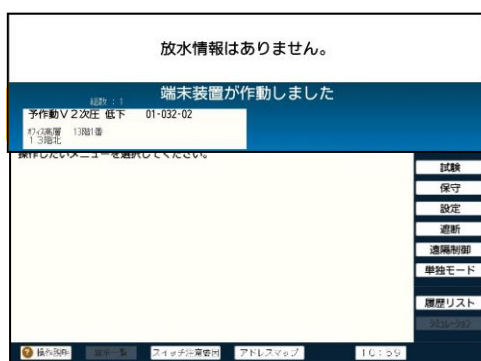 放水情報はありません。
総数：1
端末装置が作動しました
予作動V2次圧 低下 01-032-02
ｵﾌｨｽ高層 13階1番
13階北
操作したいメニューを選択してください。
試験
保守
設定
遮断
遠隔制御
単独モード
履歴リスト
ｼﾐｭﾚｰｼｮﾝ
操作説明 表示一覧 スイッチ注意要因 アドレスマップ 10:59